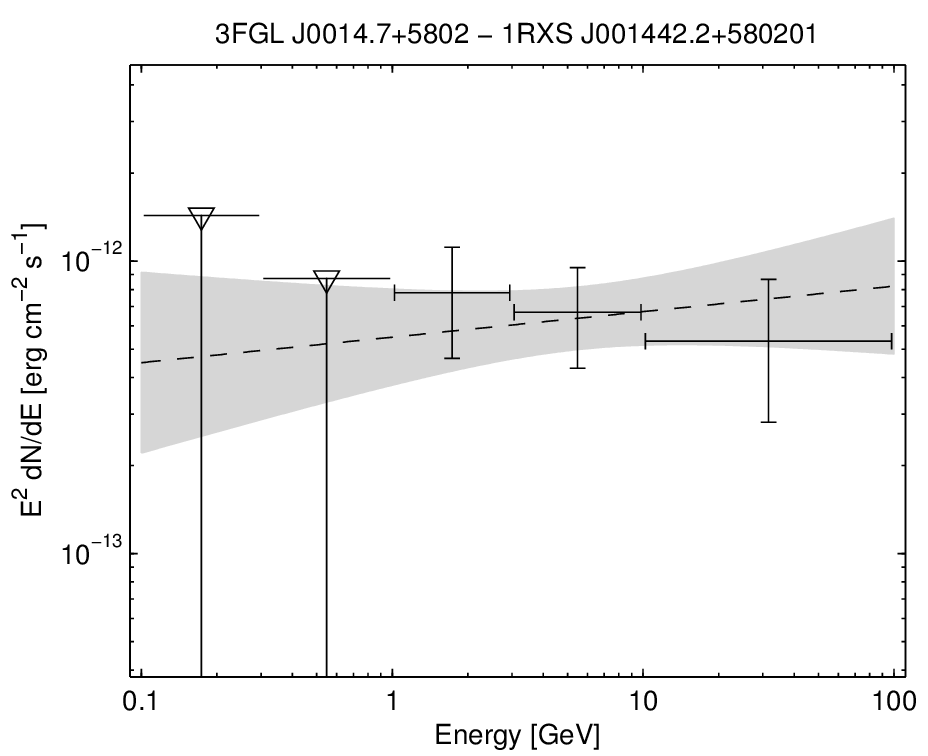 3FGL J0014.7+5802 – 1RXS J001442.2+580201
E² dN/dE [erg cm⁻² s⁻¹]
10⁻¹²
10⁻¹³
0.1 1 10 100
Energy [GeV]